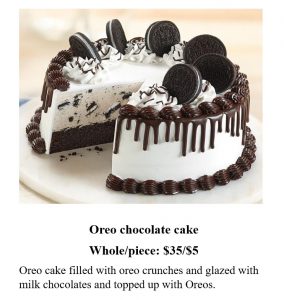 Oreo chocolate cake
Whole/piece: $35/$5
Oreo cake filled with oreo crunches and glazed with
milk chocolates and topped up with Oreos.